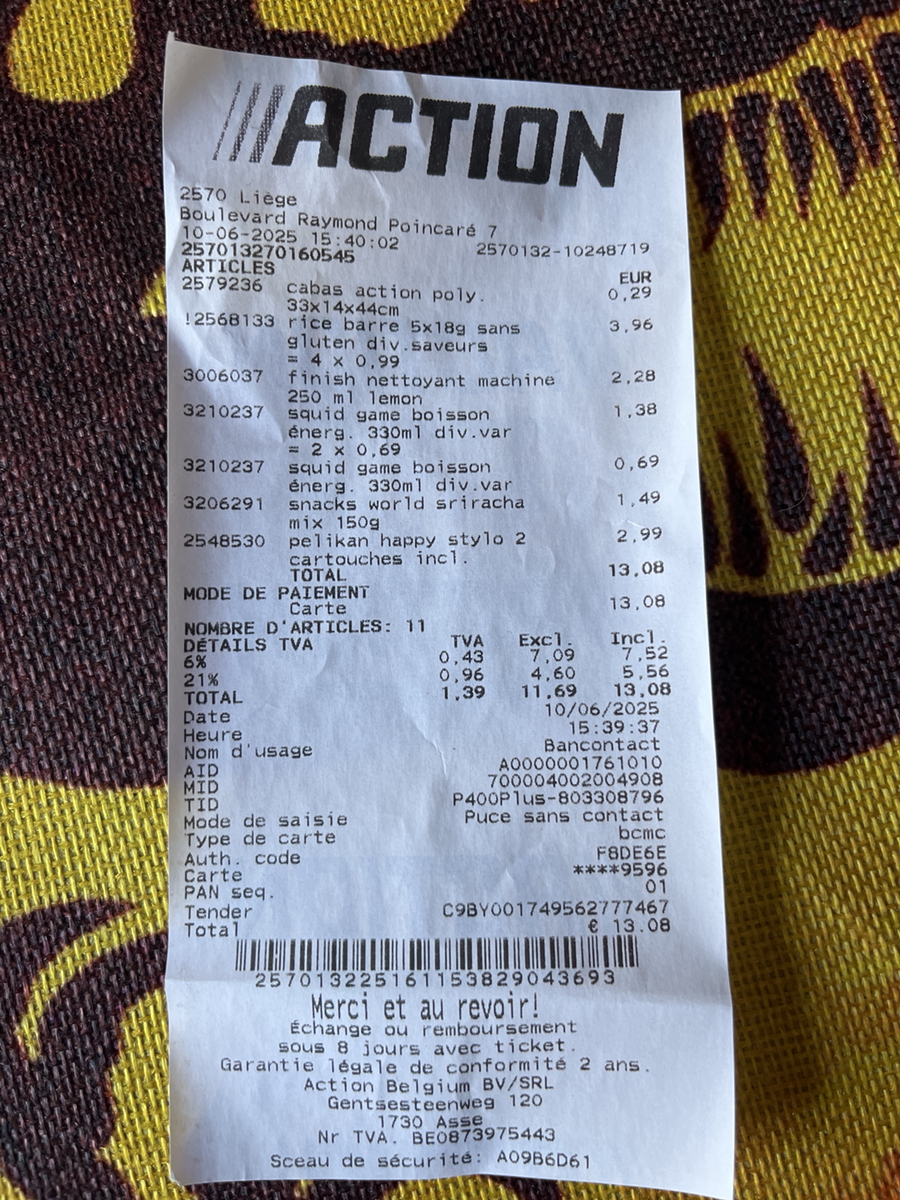 ///ACTION
2570 Liège
Boulevard Raymond Poincaré 7
10-06-2025 15:40:02 2570132-10248719
257013270160545
ARTICLES EUR
2579236 cabas action poly. 0,29
33x14x44cm
!2568133 rice barre 5x18g sans 3,96
gluten div.saveurs
= 4 x 0,99
3006037 finish nettoyant machine 2,28
250 ml lemon
3210237 squid game boisson 1,38
énerg. 330ml div.var
= 2 x 0,69
3210237 squid game boisson 0,69
énerg. 330ml div.var
3206291 snacks world sriracha 1,49
mix 150g
2548530 pelikan happy stylo 2 2,99
cartouches incl.
TOTAL 13,08
MODE DE PAIEMENT
Carte 13,08
NOMBRE D'ARTICLES: 11
DÉTAILS TVA TVA Excl. Incl.
6% 0,43 7,09 7,52
21% 0,96 4,60 5,56
TOTAL 1,39 11,69 13,08
Date 10/06/2025
Heure 15:39:37
Nom d'usage Bancontact
AID A0000001761010
MID 700004002004908
TID P400Plus-803308796
Mode de saisie Puce sans contact
Type de carte bcmc
Auth. code F8DE6E
Carte ****9596
PAN seq. 01
Tender C9BY001749562777467
Total € 13.08
257013225161153829043693
Merci et au revoir!
Échange ou remboursement
sous 8 jours avec ticket.
Garantie légale de conformité 2 ans.
Action Belgium BV/SRL
Gentsesteenweg 120
1730 Asse
Nr TVA. BE0873975443
Sceau de sécurité: A09B6D61